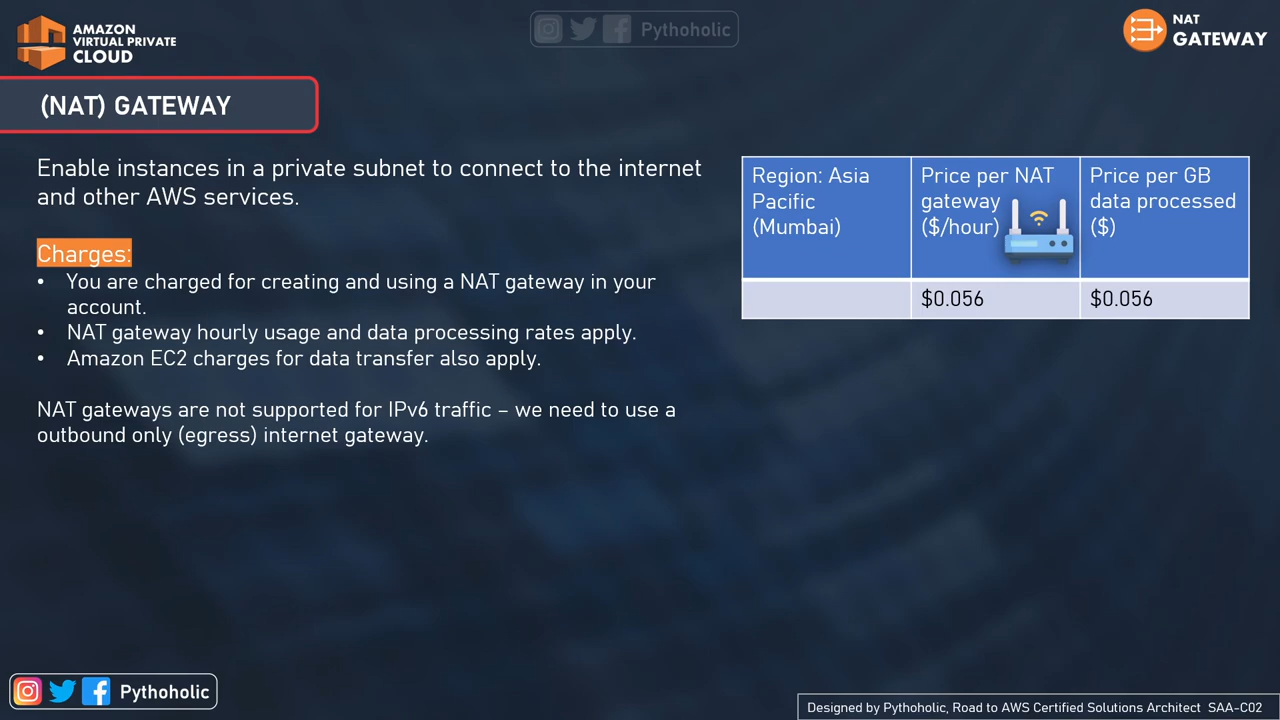 AMAZON
VIRTUAL PRIVATE
CLOUD
Pythoholic
NAT
GATEWAY
(NAT) GATEWAY
Enable instances in a private subnet to connect to the internet
and other AWS services.
Charges:
• You are charged for creating and using a NAT gateway in your
account.
• NAT gateway hourly usage and data processing rates apply.
• Amazon EC2 charges for data transfer also apply.
NAT gateways are not supported for IPv6 traffic – we need to use a
outbound only (egress) internet gateway.
Region: Asia
Pacific
(Mumbai)
Price per NAT
gateway
($/hour)
Price per GB
data processed
($)
$0.056
$0.056
Pythoholic
Designed by Pythoholic, Road to AWS Certified Solutions Architect SAA-C02